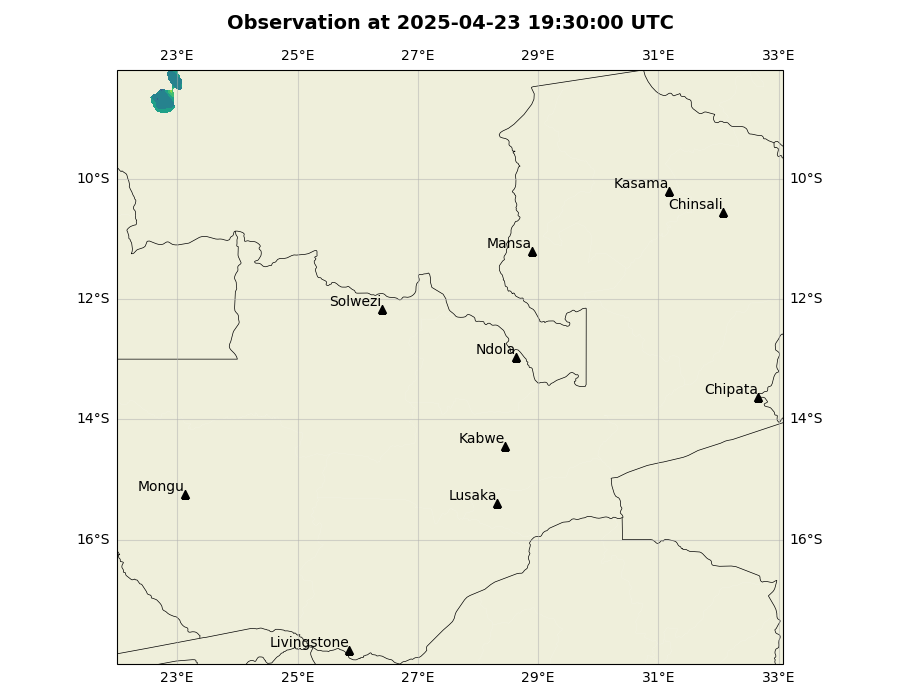 Observation at 2025-04-23 19:30:00 UTC
23°E 25°E 27°E 29°E 31°E 33°E
10°S 10°S
Kasama
Chinsali
Mansa
12°S 12°S
Solwezi
Ndola
Chipata
14°S 14°S
Kabwe
Mongu
Lusaka
16°S 16°S
Livingstone
23°E 25°E 27°E 29°E 31°E 33°E